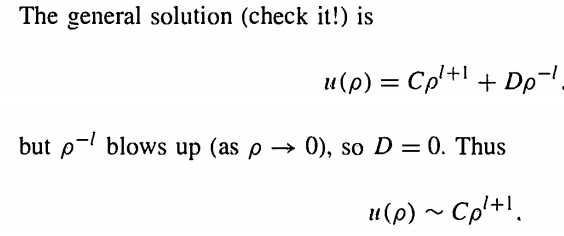 The general solution (check it!) is
u(ρ) = Cρ^{l+1} + Dρ^{-l}.
but ρ^{-l} blows up (as ρ → 0), so D = 0. Thus
u(ρ) ~ Cρ^{l+1}.